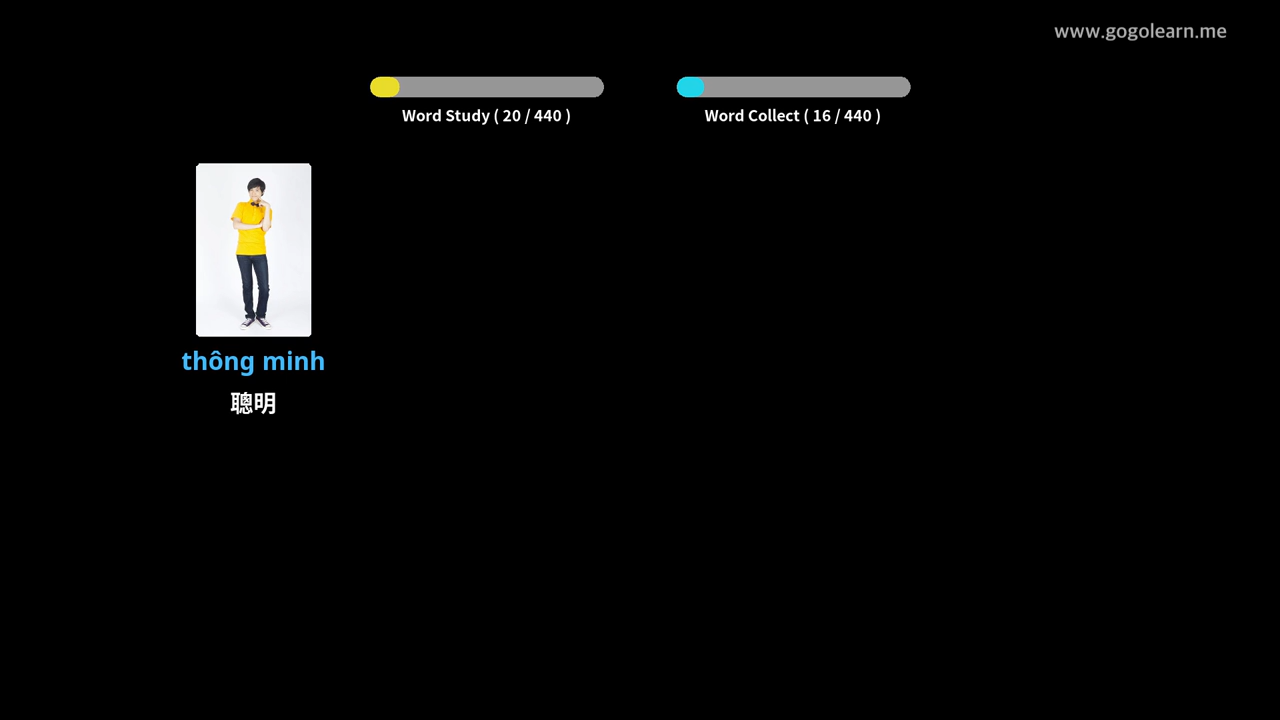 www.gogolearn.me
Word Study ( 20 / 440 )
Word Collect ( 16 / 440 )
thông minh
聰明